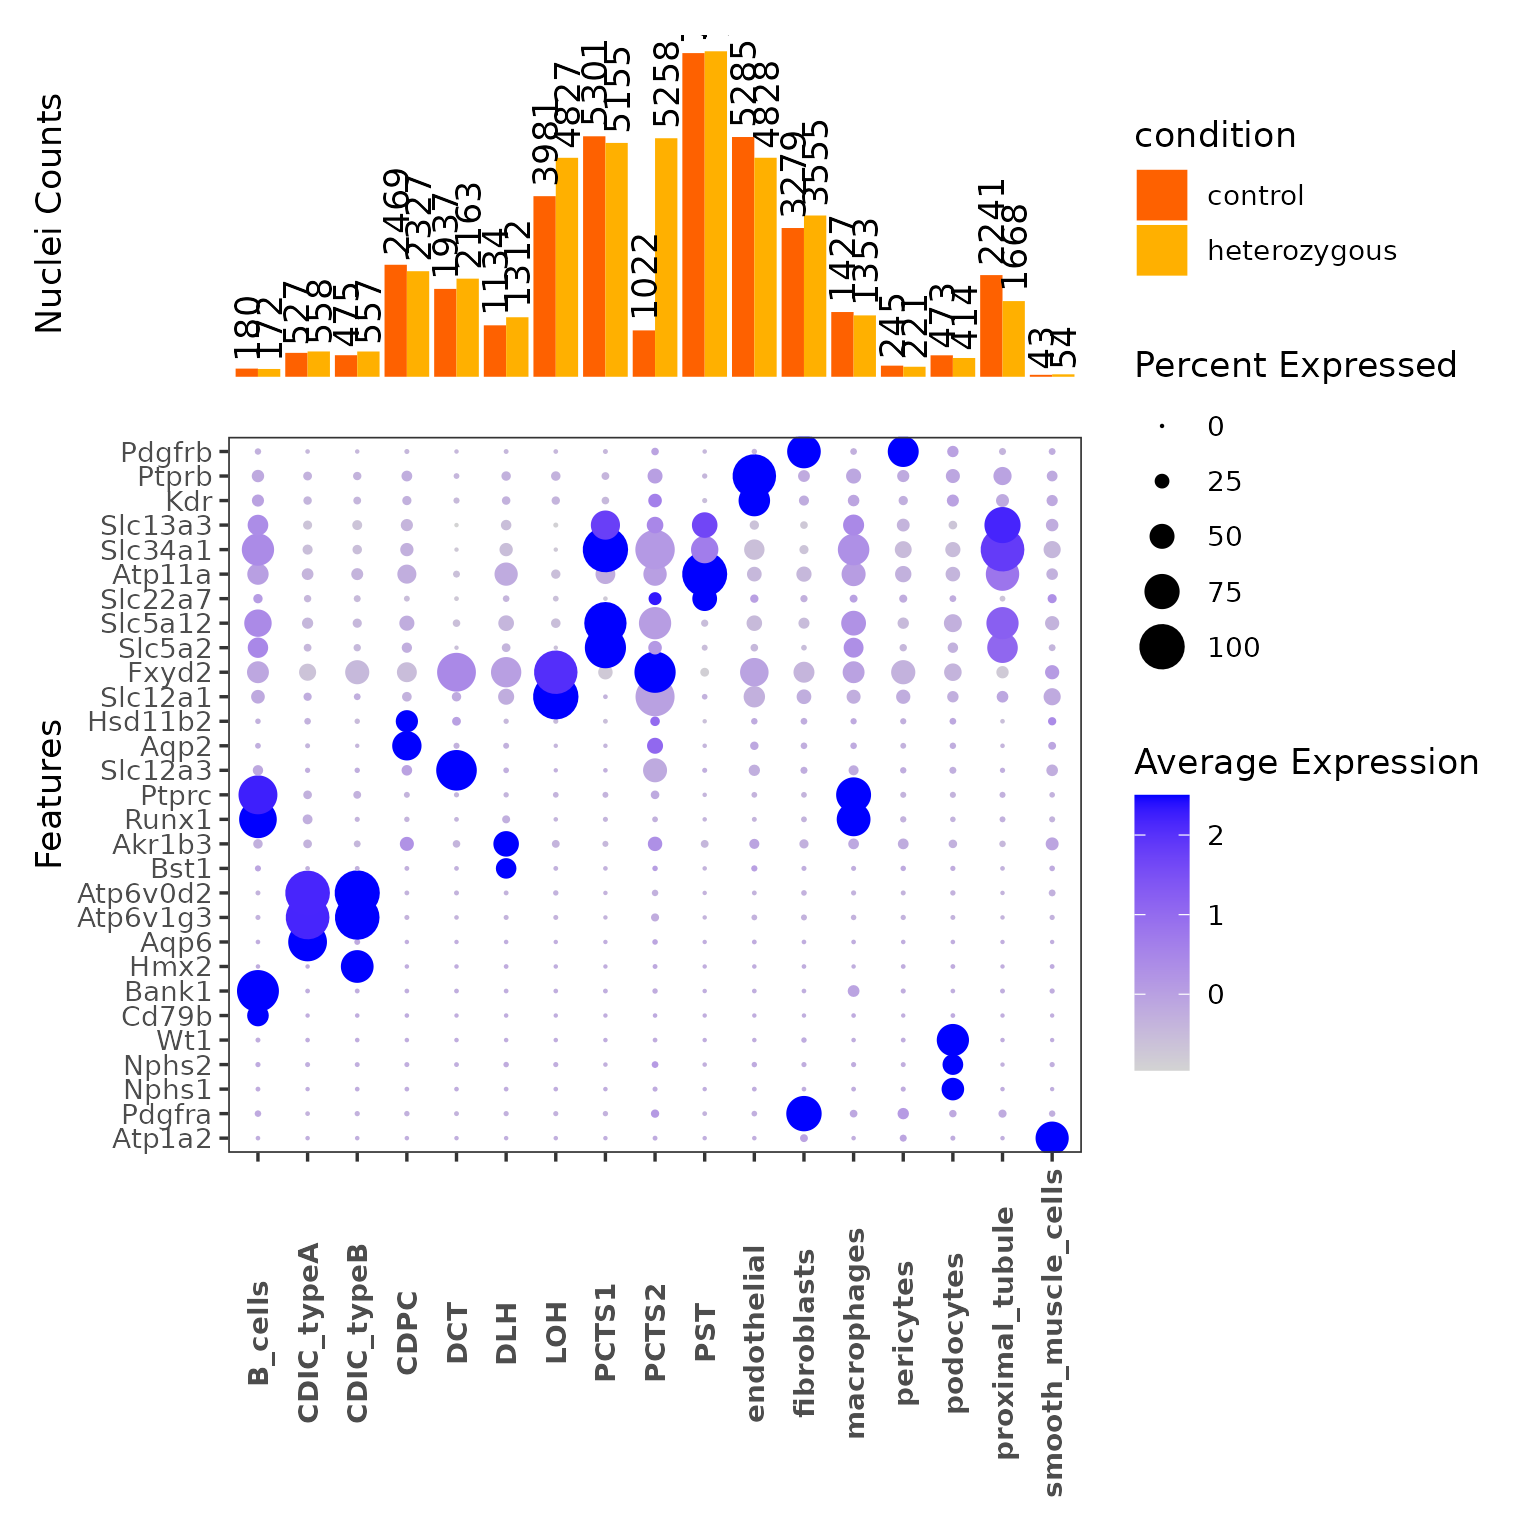 Nuclei Counts
180
172
527
558
475
557
2469
2327
1937
2163
1134
1312
3981
4827
5301
5155
1022
5258
5285
4828
3279
3555
1427
1353
245
221
473
414
2241
1668
43
54
condition
control
heterozygous
Percent Expressed
0
25
50
75
100
Average Expression
2
1
0
Features
Pdgfrb
Ptprb
Kdr
Slc13a3
Slc34a1
Atp11a
Slc22a7
Slc5a12
Slc5a2
Fxyd2
Slc12a1
Hsd11b2
Aqp2
Slc12a3
Ptprc
Runx1
Akr1b3
Bst1
Atp6v0d2
Atp6v1g3
Aqp6
Hmx2
Bank1
Cd79b
Wt1
Nphs2
Nphs1
Pdgfra
Atp1a2
B_cells
CDIC_typeA
CDIC_typeB
CDPC
DCT
DLH
LOH
PCTS1
PCTS2
PST
endothelial
fibroblasts
macrophages
pericytes
podocytes
proximal_tubule
smooth_muscle_cells